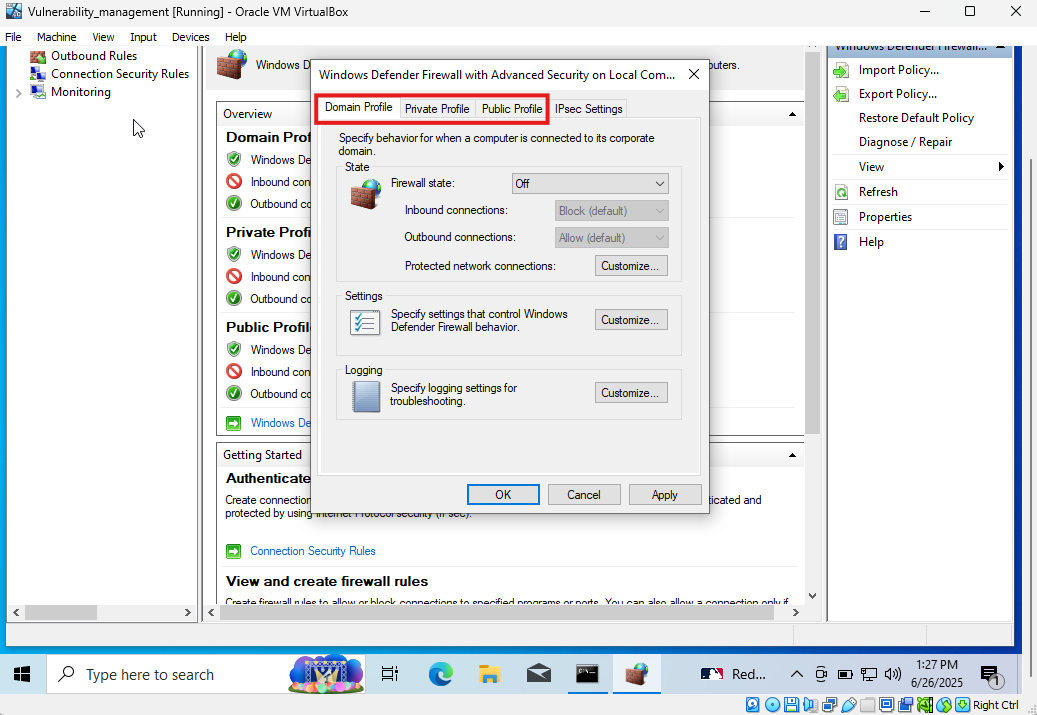 Vulnerability_management [Running] - Oracle VM VirtualBox
File Machine View Input Devices Help
Outbound Rules
Connection Security Rules
Monitoring
Windows D
puters.
Overview
Domain Prof
Windows De
Inbound con
Outbound co
Private Profi
Windows De
Inbound con
Outbound co
Public Profil
Windows De
Inbound con
Outbound co
Windows De
Getting Started
Authenticate
Create connection
ticated and
protected by using Internet Protocol security (IPsec).
Connection Security Rules
View and create firewall rules
Create firewall rules to allow or block connections to specified programs or ports. You can also allow a connection only if
Windows Defender Firewall with Advanced Security on Local Com...
Domain Profile Private Profile Public Profile IPsec Settings
Specify behavior for when a computer is connected to its corporate
domain.
State
Firewall state: Off
Inbound connections: Block (default)
Outbound connections: Allow (default)
Protected network connections: Customize...
Settings
Specify settings that control Windows
Defender Firewall behavior.
Customize...
Logging
Specify logging settings for
troubleshooting.
Customize...
OK Cancel Apply
Windows Defender Firewall...
Import Policy...
Export Policy...
Restore Default Policy
Diagnose / Repair
View
Refresh
Properties
Help
Type here to search
Red...
1:27 PM
6/26/2025
1
Right Ctrl